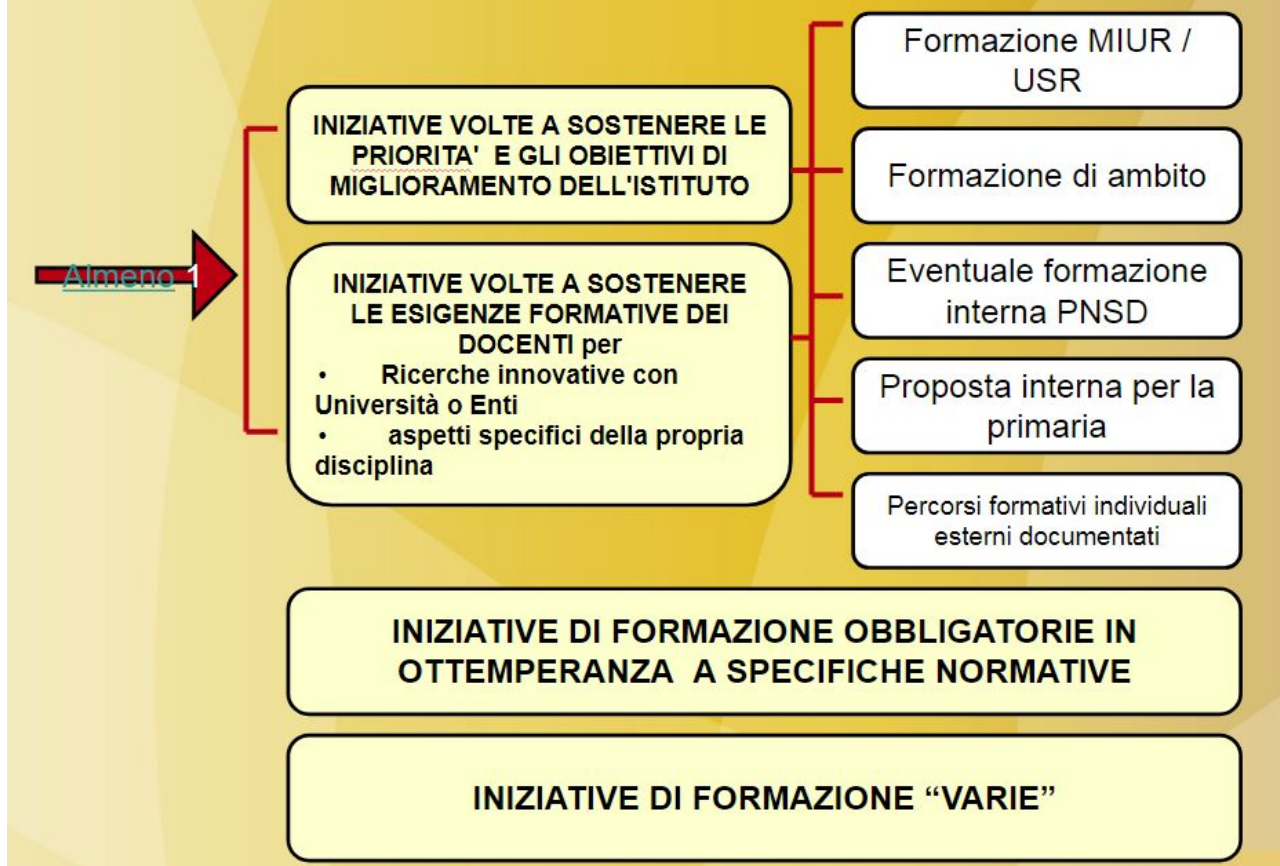 Almeno 1
INIZIATIVE VOLTE A SOSTENERE LE
PRIORITA' E GLI OBIETTIVI DI
MIGLIORAMENTO DELL'ISTITUTO
INIZIATIVE VOLTE A SOSTENERE
LE ESIGENZE FORMATIVE DEI
DOCENTI per
• Ricerche innovative con
Università o Enti
• aspetti specifici della propria
disciplina
Formazione MIUR /
USR
Formazione di ambito
Eventuale formazione
interna PNSD
Proposta interna per la
primaria
Percorsi formativi individuali
esterni documentati
INIZIATIVE DI FORMAZIONE OBBLIGATORIE IN
OTTEMPERANZA A SPECIFICHE NORMATIVE
INIZIATIVE DI FORMAZIONE “VARIE”